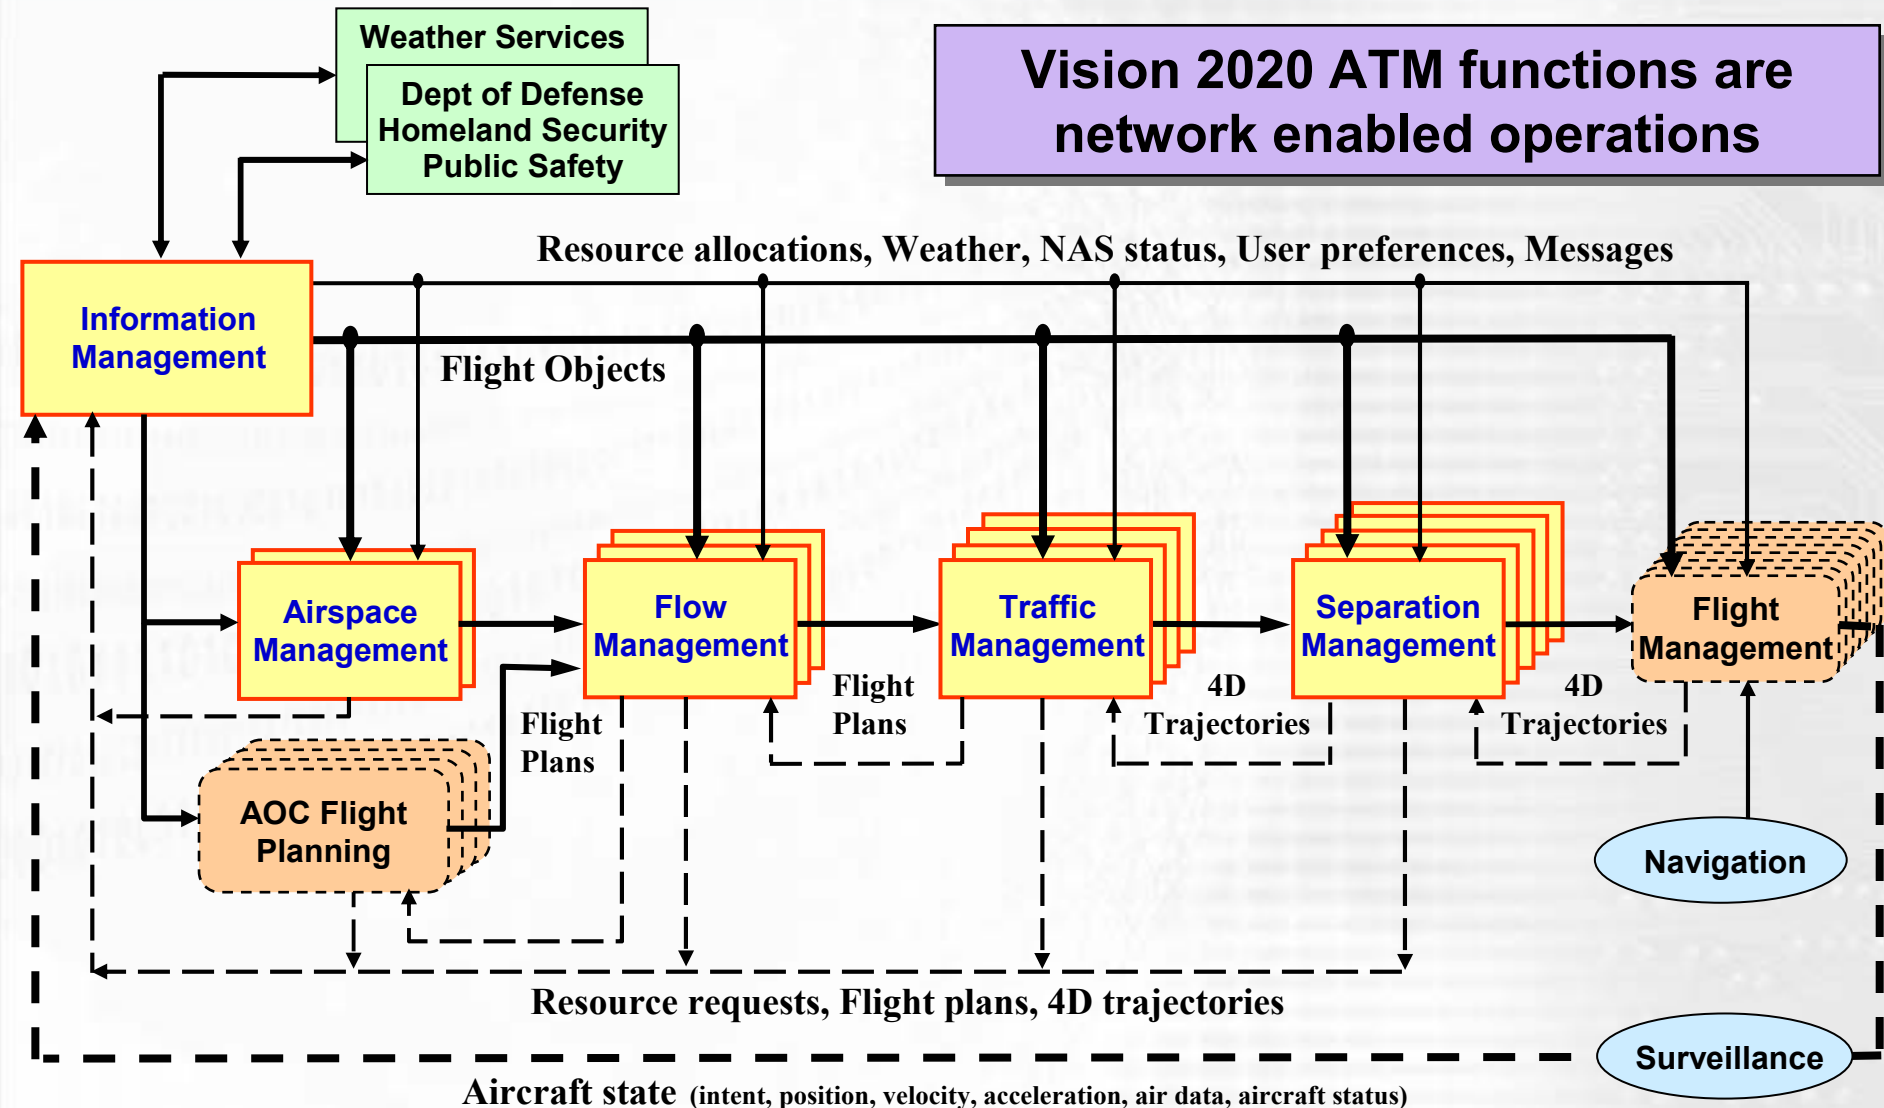 Weather Services
Dept of Defense
Homeland Security
Public Safety
Vision 2020 ATM functions are
network enabled operations
Resource allocations, Weather, NAS status, User preferences, Messages
Information
Management
Flight Objects
Airspace
Management
Flow
Management
Traffic
Management
Separation
Management
Flight
Management
Flight
Plans
Flight
Plans
4D
Trajectories
4D
Trajectories
AOC Flight
Planning
Navigation
Resource requests, Flight plans, 4D trajectories
Surveillance
Aircraft state (intent, position, velocity, acceleration, air data, aircraft status)